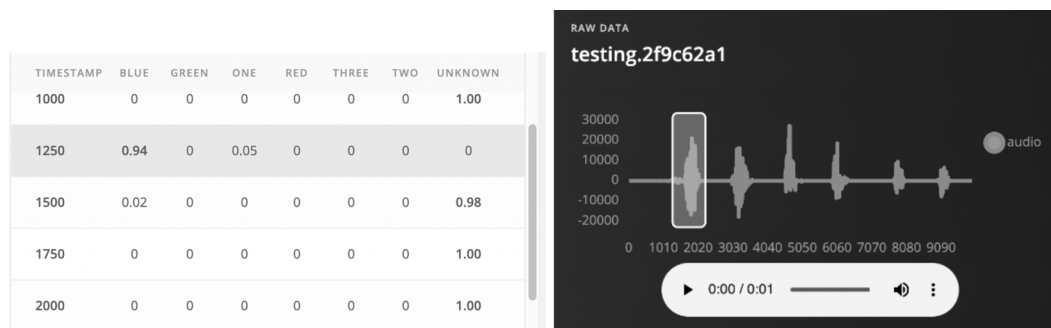 TIMESTAMP BLUE GREEN ONE RED THREE TWO UNKNOWN
1000 0 0 0 0 0 0 1.00
1250 0.94 0 0.05 0 0 0 0
1500 0.02 0 0 0 0 0 0.98
1750 0 0 0 0 0 0 1.00
2000 0 0 0 0 0 0 1.00
RAW DATA
testing.2f9c62a1
30000
20000
10000
0
-10000
-20000
0 1010 2020 3030 4040 5050 6060 7070 8080 9090
audio
0:00 / 0:01